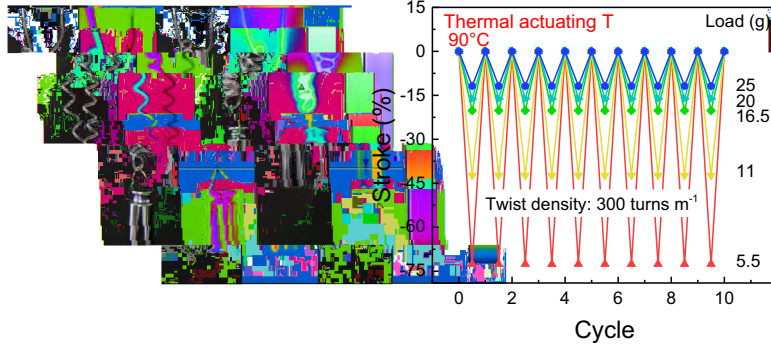 15
0
-15
-30
-45
-60
-75
Stroke (%)
Thermal actuating T
90°C
Load (g)
25
20
16.5
11
5.5
Twist density: 300 turns m⁻¹
0 2 4 6 8 10
Cycle